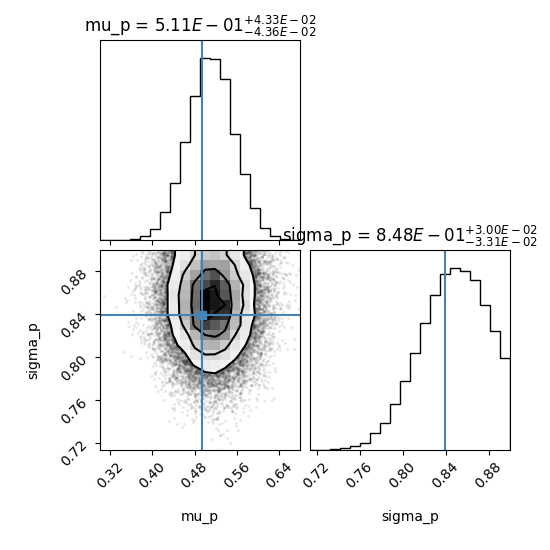 mu_p = 5.11E − 01+4.33E−02−4.36E−02
sigma_p = 8.48E − 01+3.00E−02−3.31E−02
sigma_p
0.88
0.84
0.80
0.76
0.72
0.32 0.40 0.48 0.56 0.64
0.72 0.76 0.80 0.84 0.88
mu_p
sigma_p